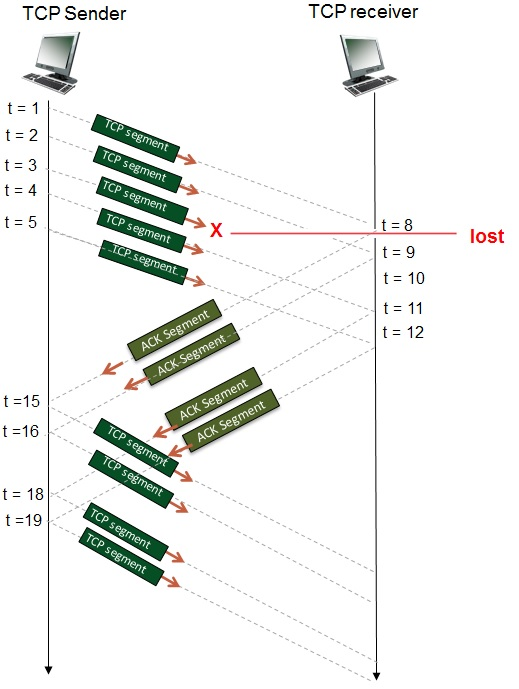 TCP Sender
TCP receiver
t = 1
TCP segment
t = 2
TCP segment
t = 3
TCP segment
t = 4
TCP segment
X
t = 8
lost
t = 5
TCP segment
t = 9
t = 10
t = 11
t = 12
ACK Segment
ACK Segment
ACK Segment
ACK Segment
t =15
t =16
TCP segment
TCP segment
t = 18
TCP segment
t =19
TCP segment